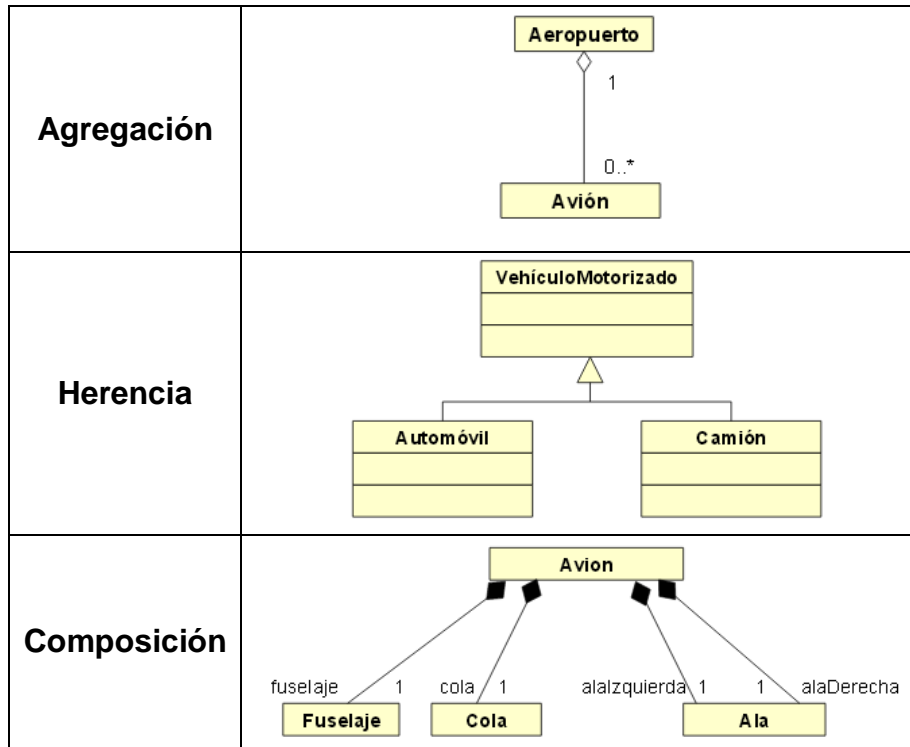 Agregación
Aeropuerto
1
0..*
Avión
Herencia
VehículoMotorizado
Automóvil
Camión
Composición
Avion
fuselaje 1 cola 1 alaIzquierda 1 1 alaDerecha
Fuselaje Cola Ala